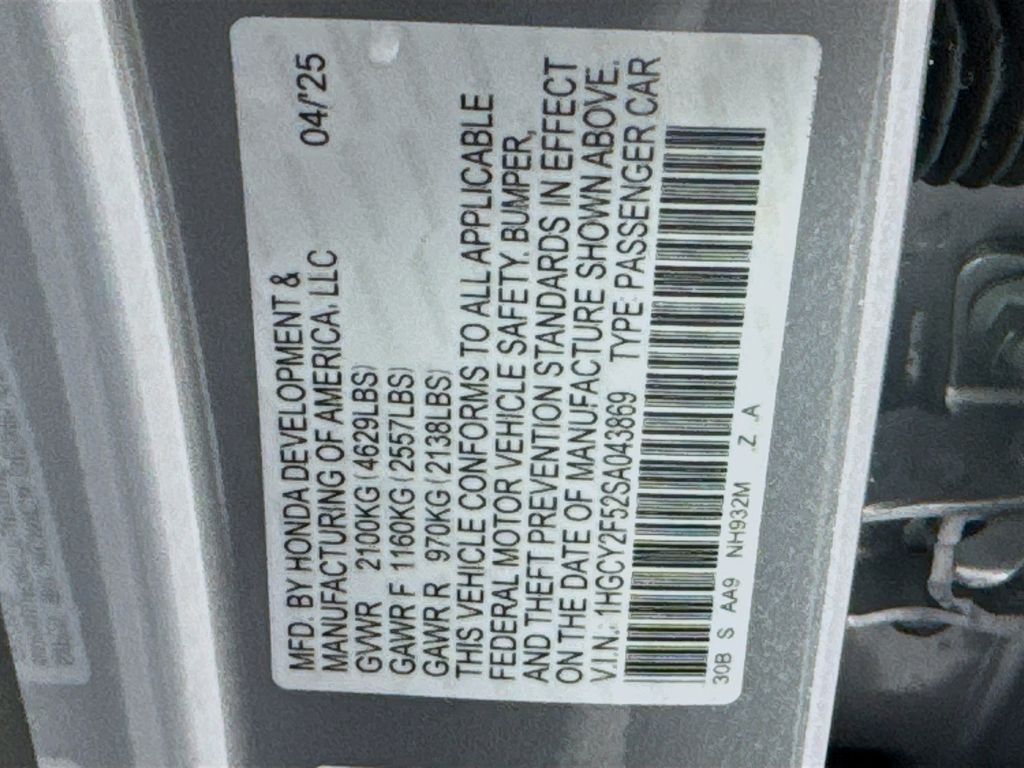 MFD. BY HONDA DEVELOPMENT & 04/25
MANUFACTURING OF AMERICA, LLC
GVWR 2100KG (4629LBS)
GAWR F 1160KG (2557LBS)
GAWR R 970KG (2138LBS)
THIS VEHICLE CONFORMS TO ALL APPLICABLE
FEDERAL MOTOR VEHICLE SAFETY, BUMPER,
AND THEFT PREVENTION STANDARDS IN EFFECT
ON THE DATE OF MANUFACTURE SHOWN ABOVE.
V.I.N. 1HGCY2F52SA043869 TYPE: PASSENGER CAR
30B S AA9 NH932M Z .A